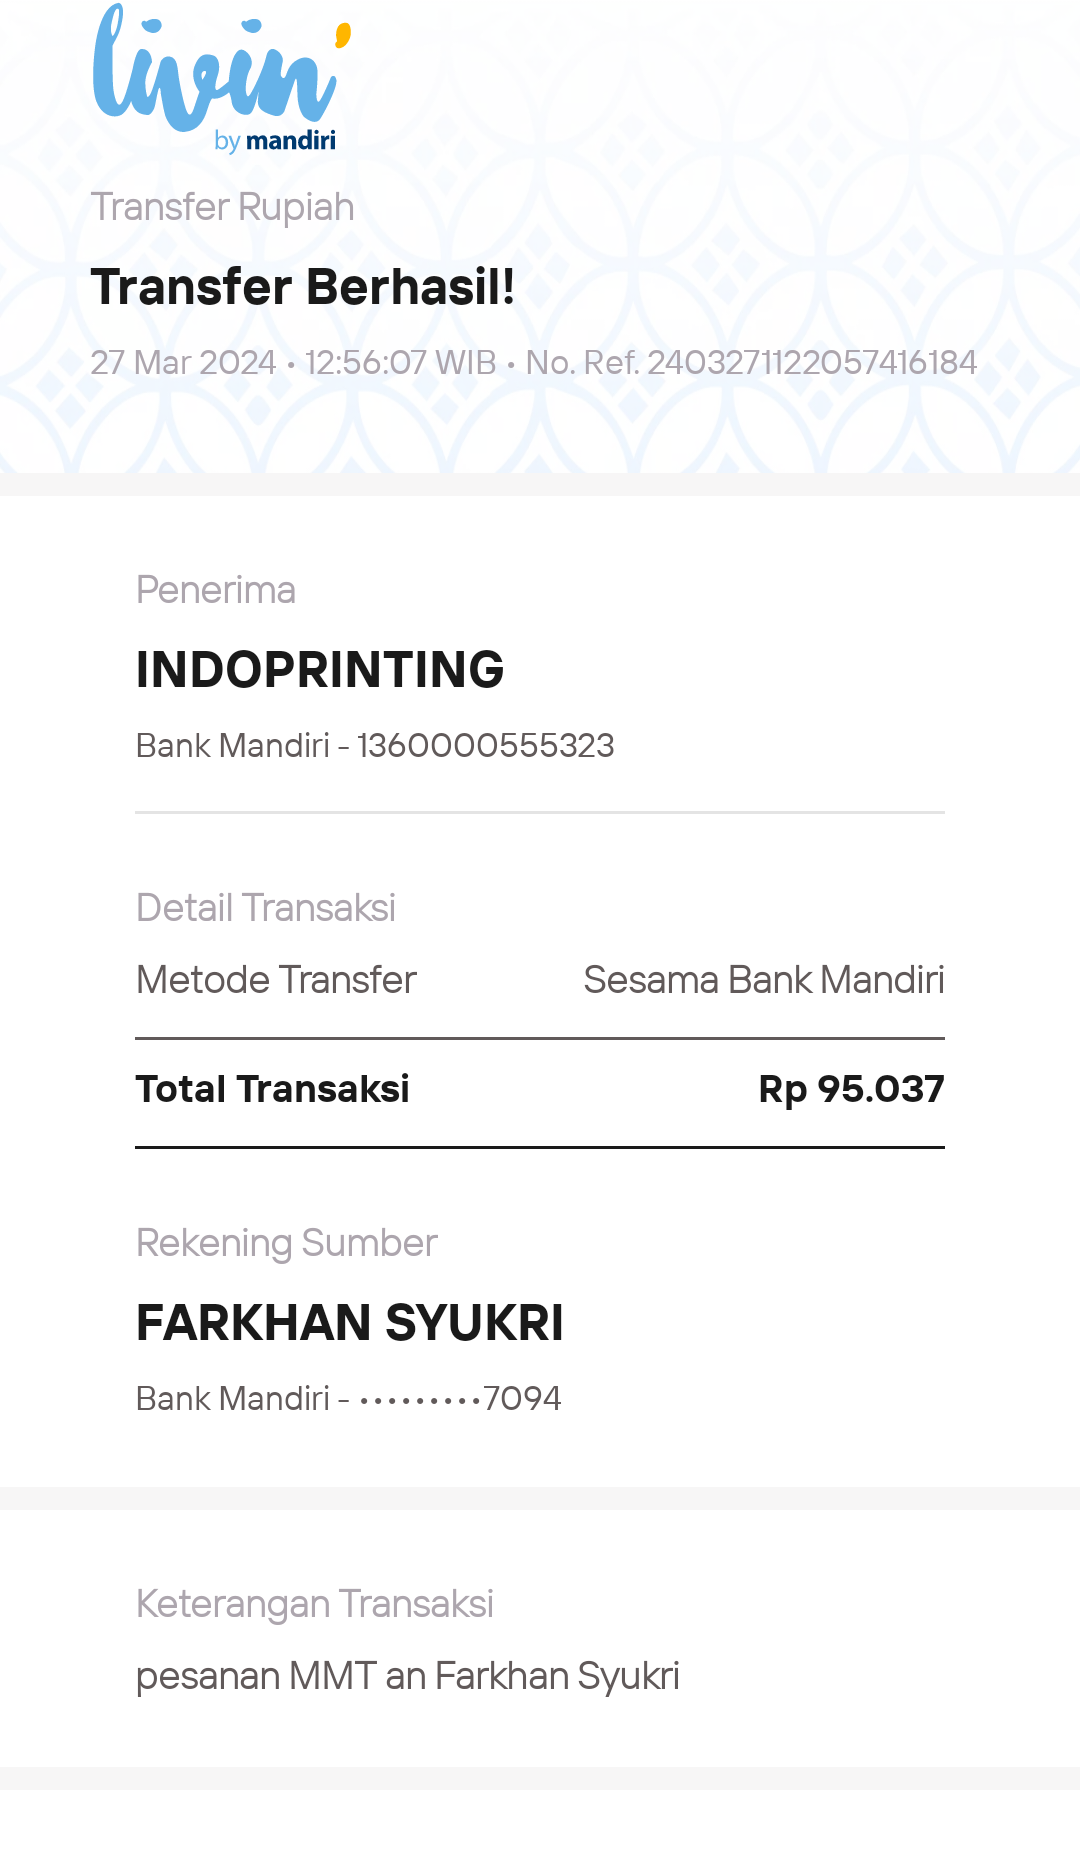 livin'
by mandiri
Transfer Rupiah
Transfer Berhasil!
27 Mar 2024 • 12:56:07 WIB • No. Ref. 2403271122057416184
Penerima
INDOPRINTING
Bank Mandiri - 1360000555323
Detail Transaksi
Metode Transfer Sesama Bank Mandiri
Total Transaksi Rp 95.037
Rekening Sumber
FARKHAN SYUKRI
Bank Mandiri - •••••••••7094
Keterangan Transaksi
pesanan MMT an Farkhan Syukri